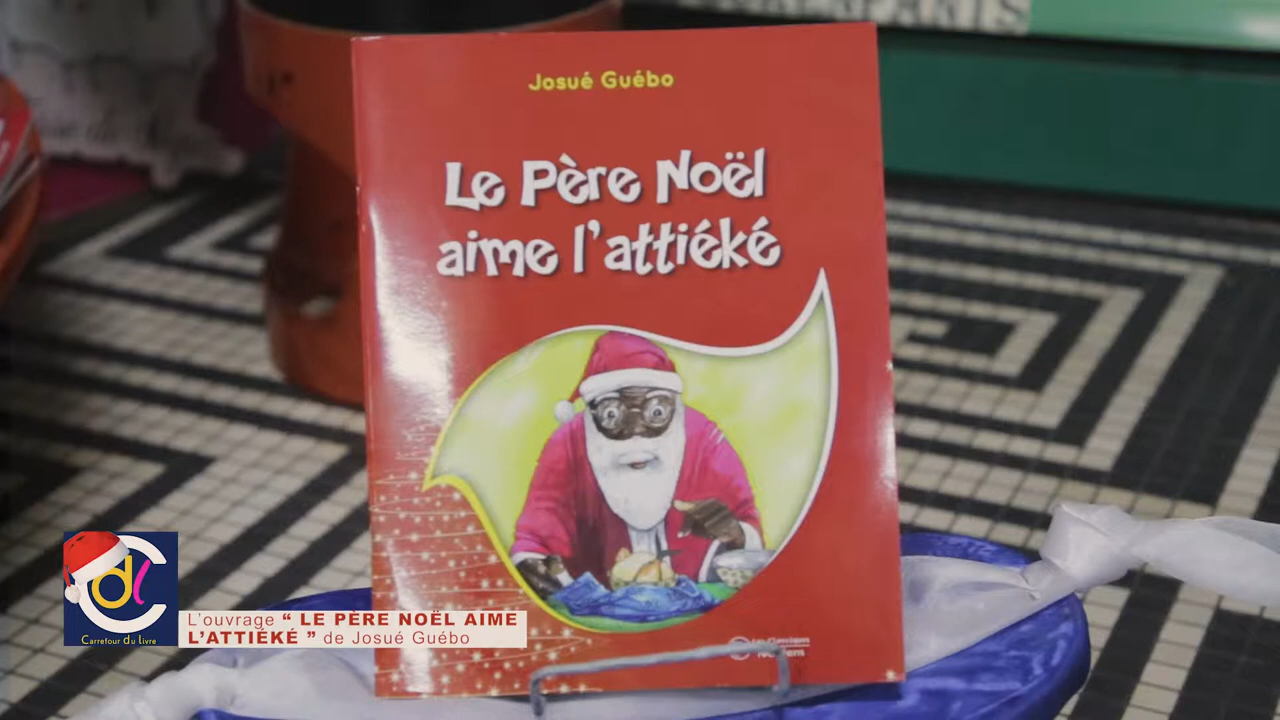 Josué Guébo
Le Père Noël
aime l'attiéké
Cdl
Carrefour du Livre
L'ouvrage “ LE PÈRE NOËL AIME
L'ATTIÉKÉ ” de Josué Guébo